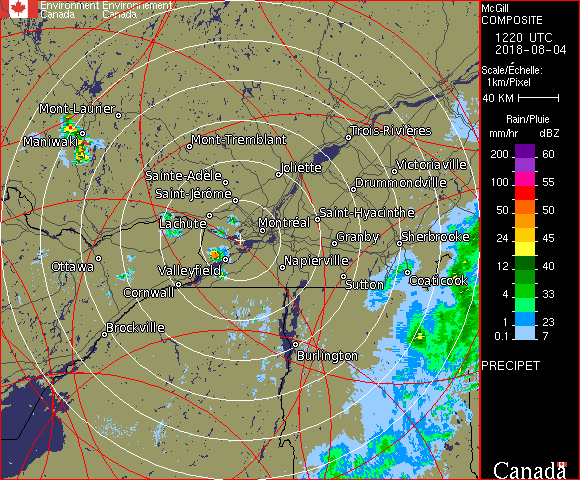 Environment Environnement
Canada Canada
McGill
COMPOSITE
1220 UTC
2018-08-04
Scale/Échelle:
1km/Pixel
40 KM
Rain/Pluie
mm/hr dBZ
200 60
100 55
50 50
24 45
12 40
4 33
1 23
0.1 7
PRECIPET
Canada
Mont-Laurier
Maniwaki
Mont-Tremblant
Trois-Rivières
Sainte-Adèle
Joliette
Victoriaville
Saint-Jérôme
Drummondville
Lachute
Montréal
Saint-Hyacinthe
Granby
Sherbrooke
Ottawa
Valleyfield
Napierville
Cornwall
Sutton
Coaticook
Brockville
Burlington